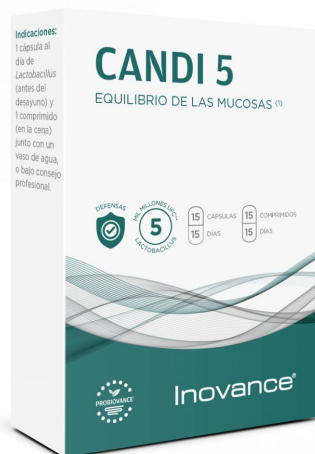 Indicaciones:
1 cápsula al
día de
Lactobacillus
(antes del
desayuno) y
1 comprimido
(en la cena)
junto con un
vaso de agua,
o bajo consejo
profesional.
CANDI 5
EQUILIBRIO DE LAS MUCOSAS (1)
DEFENSAS
MIL MILLONES UFC**
5
LACTOBACILLUS
15 CÁPSULAS
15 DÍAS
15 COMPRIMIDOS
15 DÍAS
PROBIOVANCE
Inovance®